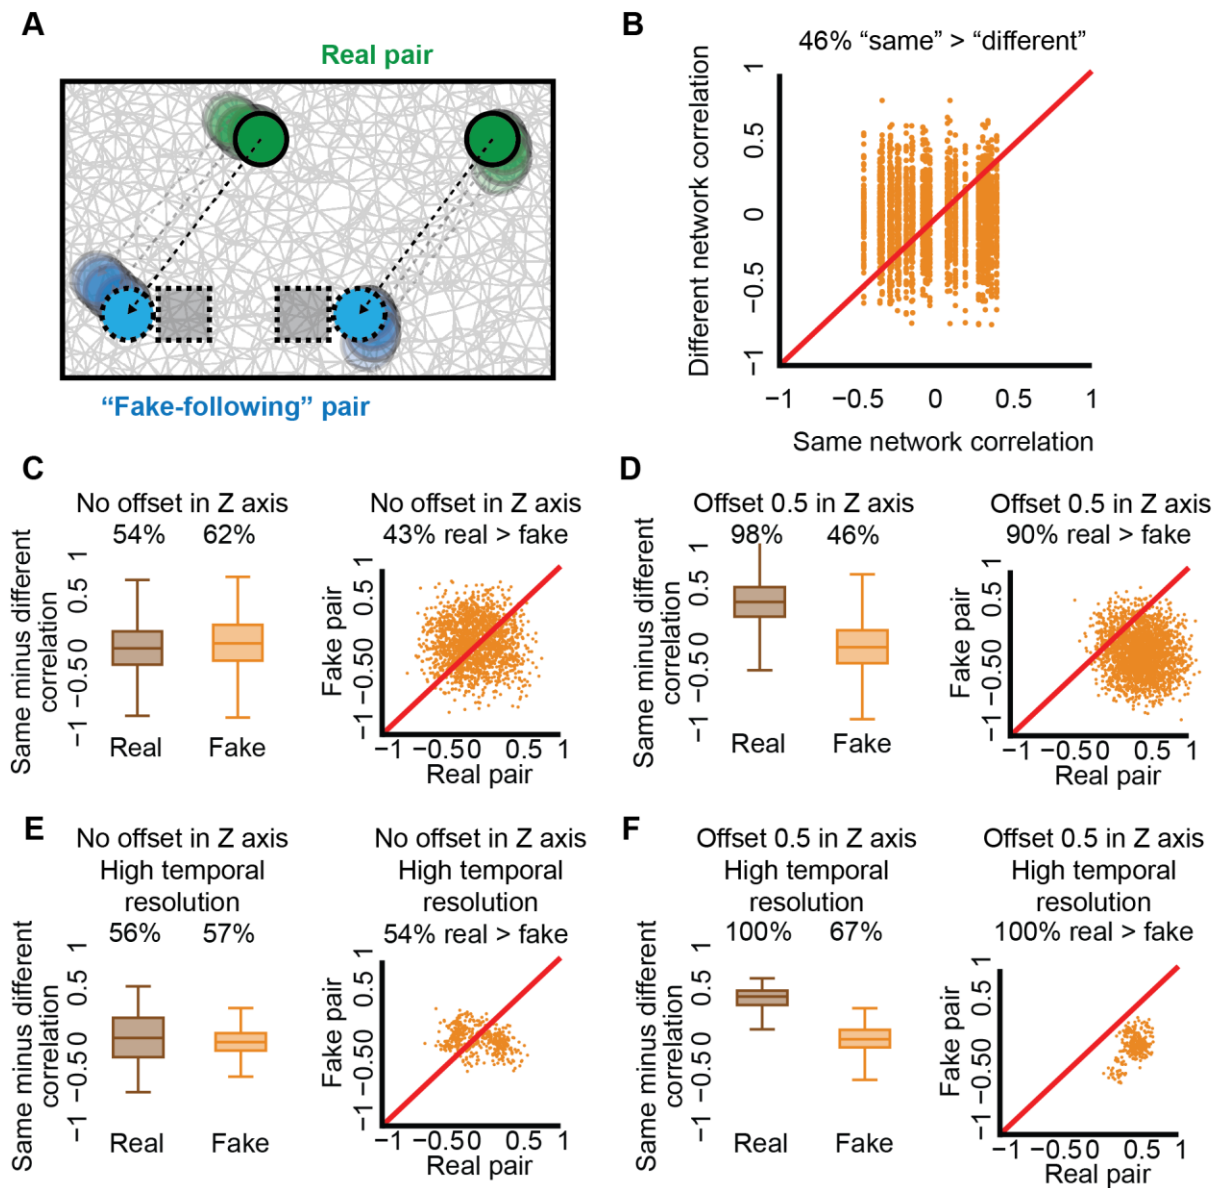 A
Real pair
“Fake-following” pair
B
46% “same” > “different”
Different network correlation
1
0.5
0
−0.5
−1
−1
−0.5
0
0.5
1
Same network correlation
C
No offset in Z axis
54%
62%
Same minus different
correlation
1
0.5
0
−0.5
−1
Real
Fake
No offset in Z axis
43% real > fake
Fake pair
1
0.5
0
−0.5
−1
−1
−0.5
0
0.5
1
Real pair
D
Offset 0.5 in Z axis
98%
46%
Same minus different
correlation
1
0.5
0
−0.5
−1
Real
Fake
Offset 0.5 in Z axis
90% real > fake
Fake pair
1
0.5
0
−0.5
−1
−1
−0.5
0
0.5
1
Real pair
E
No offset in Z axis
High temporal
resolution
56%
57%
Same minus different
correlation
1
0.5
0
−0.5
−1
Real
Fake
No offset in Z axis
High temporal
resolution
54% real > fake
Fake pair
1
0.5
0
−0.5
−1
−1
−0.5
0
0.5
1
Real pair
F
Offset 0.5 in Z axis
High temporal
resolution
100%
67%
Same minus different
correlation
1
0.5
0
−0.5
−1
Real
Fake
Offset 0.5 in Z axis
High temporal
resolution
100% real > fake
Fake pair
1
0.5
0
−0.5
−1
−1
−0.5
0
0.5
1
Real pair